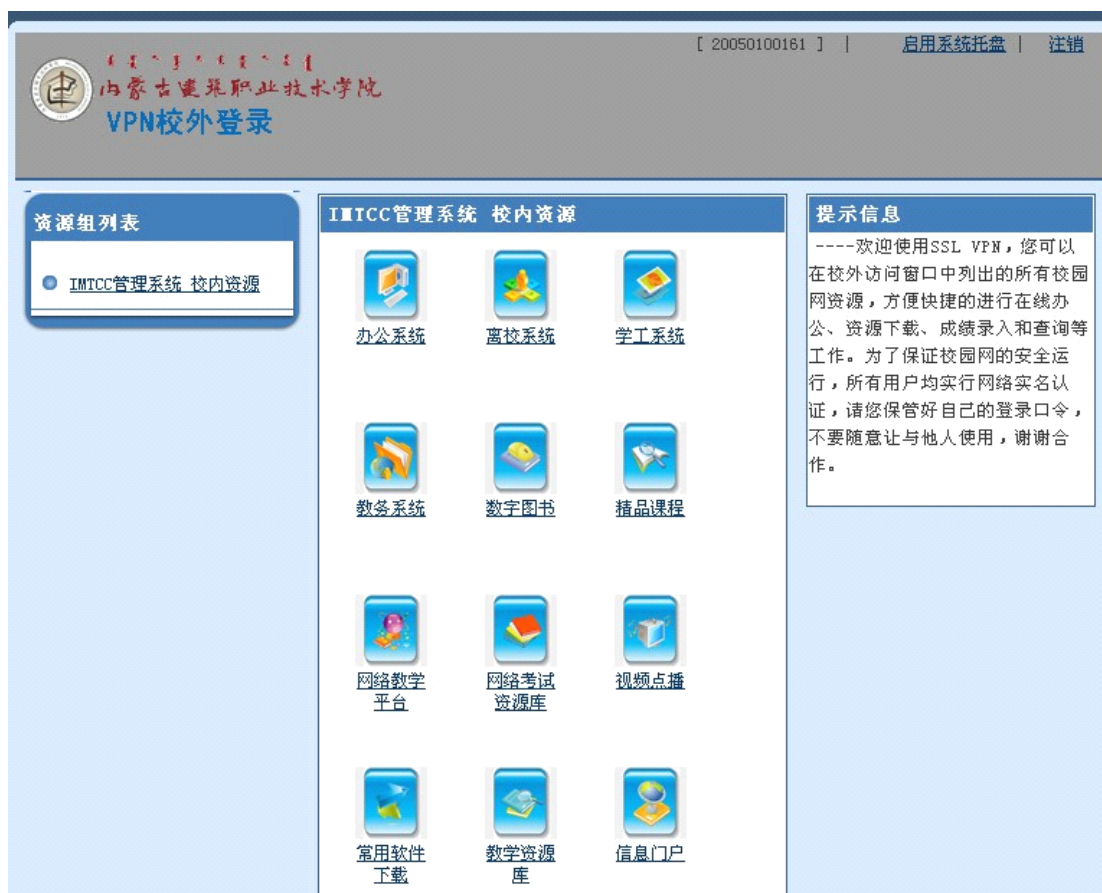 [ 20050100161 ] | 启用系统托盘 | 注销
内蒙古建筑职业技术学院
VPN校外登录
资源组列表
IMTCC管理系统 校内资源
IMTCC管理系统 校内资源
办公系统
离校系统
学工系统
教务系统
数字图书
精品课程
网络教学
平台
网络考试
资源库
视频点播
常用软件
下载
教学资源
库
信息门户
提示信息
----欢迎使用SSL VPN，您可以
在校外访问窗口中列出的所有校园
网资源，方便快捷的进行在线办
公、资源下载、成绩录入和查询等
工作。为了保证校园网的安全运
行，所有用户均实行网络实名认
证，请您保管好自己的登录口令，
不要随意让与他人使用，谢谢合
作。